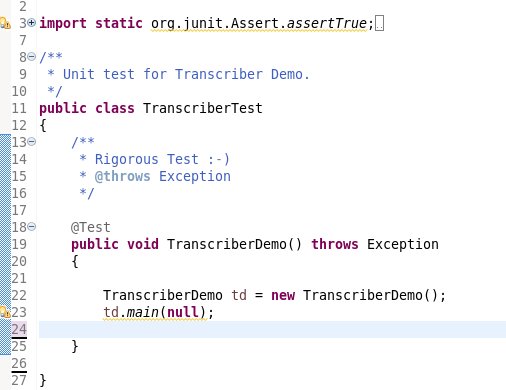 2
3 import static org.junit.Assert.assertTrue;
7
8 /**
9  * Unit test for Transcriber Demo.
10  */
11 public class TranscriberTest
12 {
13     /**
14      * Rigorous Test :-)
15      * @throws Exception
16      */
17
18     @Test
19     public void TranscriberDemo() throws Exception
20     {
21
22         TranscriberDemo td = new TranscriberDemo();
23         td.main(null);
24
25     }
26
27 }